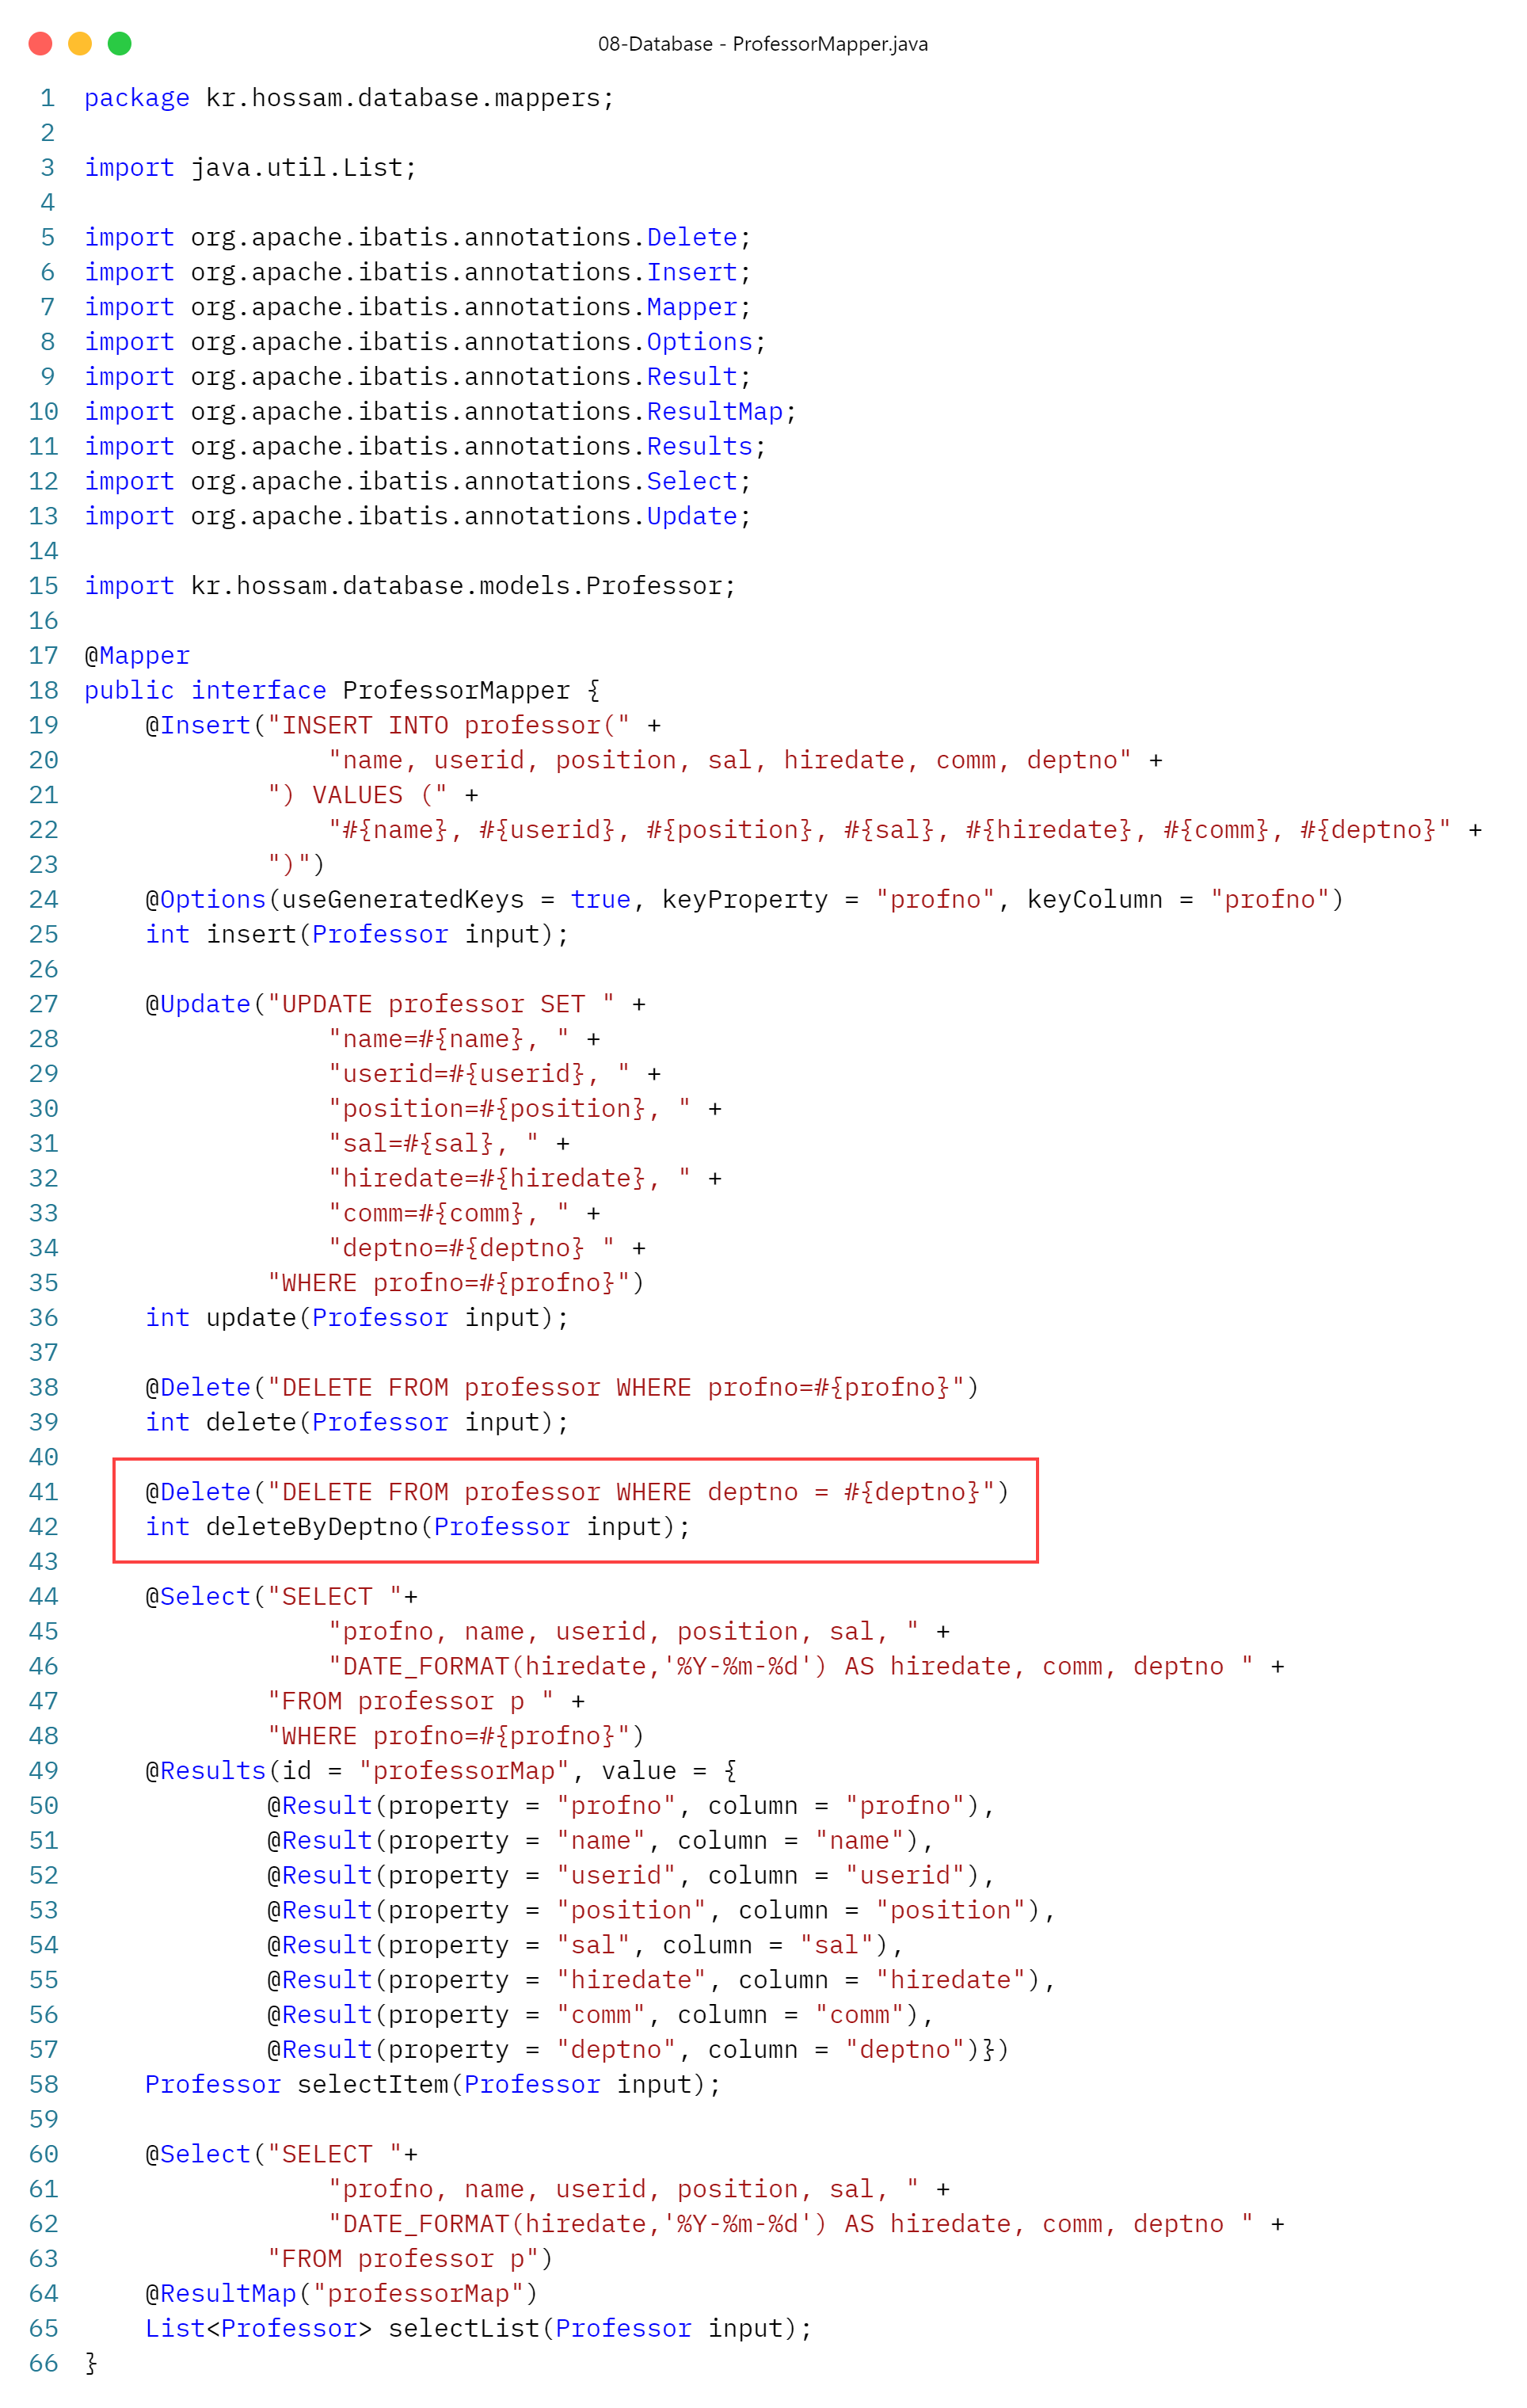 08-Database - ProfessorMapper.java
1 package kr.hossam.database.mappers;
2
3 import java.util.List;
4
5 import org.apache.ibatis.annotations.Delete;
6 import org.apache.ibatis.annotations.Insert;
7 import org.apache.ibatis.annotations.Mapper;
8 import org.apache.ibatis.annotations.Options;
9 import org.apache.ibatis.annotations.Result;
10 import org.apache.ibatis.annotations.ResultMap;
11 import org.apache.ibatis.annotations.Results;
12 import org.apache.ibatis.annotations.Select;
13 import org.apache.ibatis.annotations.Update;
14
15 import kr.hossam.database.models.Professor;
16
17 @Mapper
18 public interface ProfessorMapper {
19     @Insert("INSERT INTO professor(" +
20                 "name, userid, position, sal, hiredate, comm, deptno" +
21             ") VALUES (" +
22                 "#{name}, #{userid}, #{position}, #{sal}, #{hiredate}, #{comm}, #{deptno}" +
23             ")")
24     @Options(useGeneratedKeys = true, keyProperty = "profno", keyColumn = "profno")
25     int insert(Professor input);
26
27     @Update("UPDATE professor SET " +
28                 "name=#{name}, " +
29                 "userid=#{userid}, " +
30                 "position=#{position}, " +
31                 "sal=#{sal}, " +
32                 "hiredate=#{hiredate}, " +
33                 "comm=#{comm}, " +
34                 "deptno=#{deptno} " +
35             "WHERE profno=#{profno}")
36     int update(Professor input);
37
38     @Delete("DELETE FROM professor WHERE profno=#{profno}")
39     int delete(Professor input);
40
41     @Delete("DELETE FROM professor WHERE deptno = #{deptno}")
42     int deleteByDeptno(Professor input);
43
44     @Select("SELECT "+
45                 "profno, name, userid, position, sal, " +
46                 "DATE_FORMAT(hiredate,'%Y-%m-%d') AS hiredate, comm, deptno " +
47             "FROM professor p " +
48             "WHERE profno=#{profno}")
49     @Results(id = "professorMap", value = {
50             @Result(property = "profno", column = "profno"),
51             @Result(property = "name", column = "name"),
52             @Result(property = "userid", column = "userid"),
53             @Result(property = "position", column = "position"),
54             @Result(property = "sal", column = "sal"),
55             @Result(property = "hiredate", column = "hiredate"),
56             @Result(property = "comm", column = "comm"),
57             @Result(property = "deptno", column = "deptno")})
58     Professor selectItem(Professor input);
59
60     @Select("SELECT "+
61                 "profno, name, userid, position, sal, " +
62                 "DATE_FORMAT(hiredate,'%Y-%m-%d') AS hiredate, comm, deptno " +
63             "FROM professor p")
64     @ResultMap("professorMap")
65     List<Professor> selectList(Professor input);
66 }